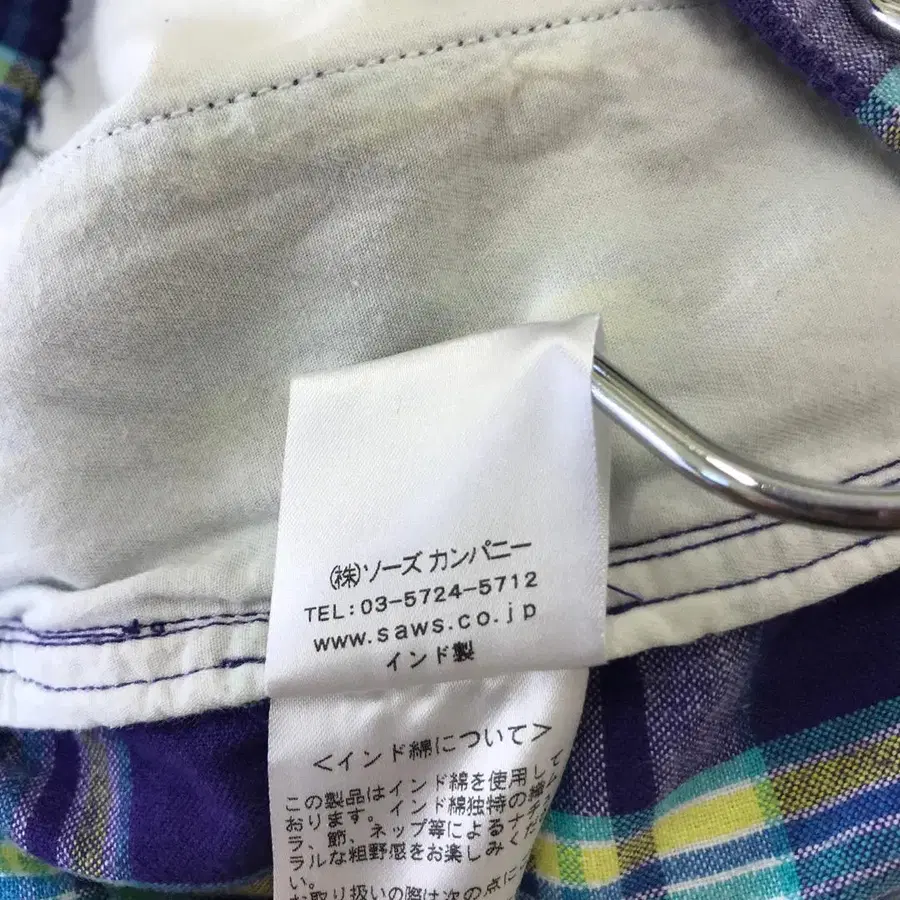 ㈱ソーズ カンパニー
TEL:03-5724-5712
www.saws.co.jp
インド製
<インド綿について>
この製品はインド綿を使用して
おります。インド綿独特の織ム
ラ、節、ネップ等によるナチュ
ラルな粗野感をお楽しみくださ
い。
お取り扱いの際は次の点に